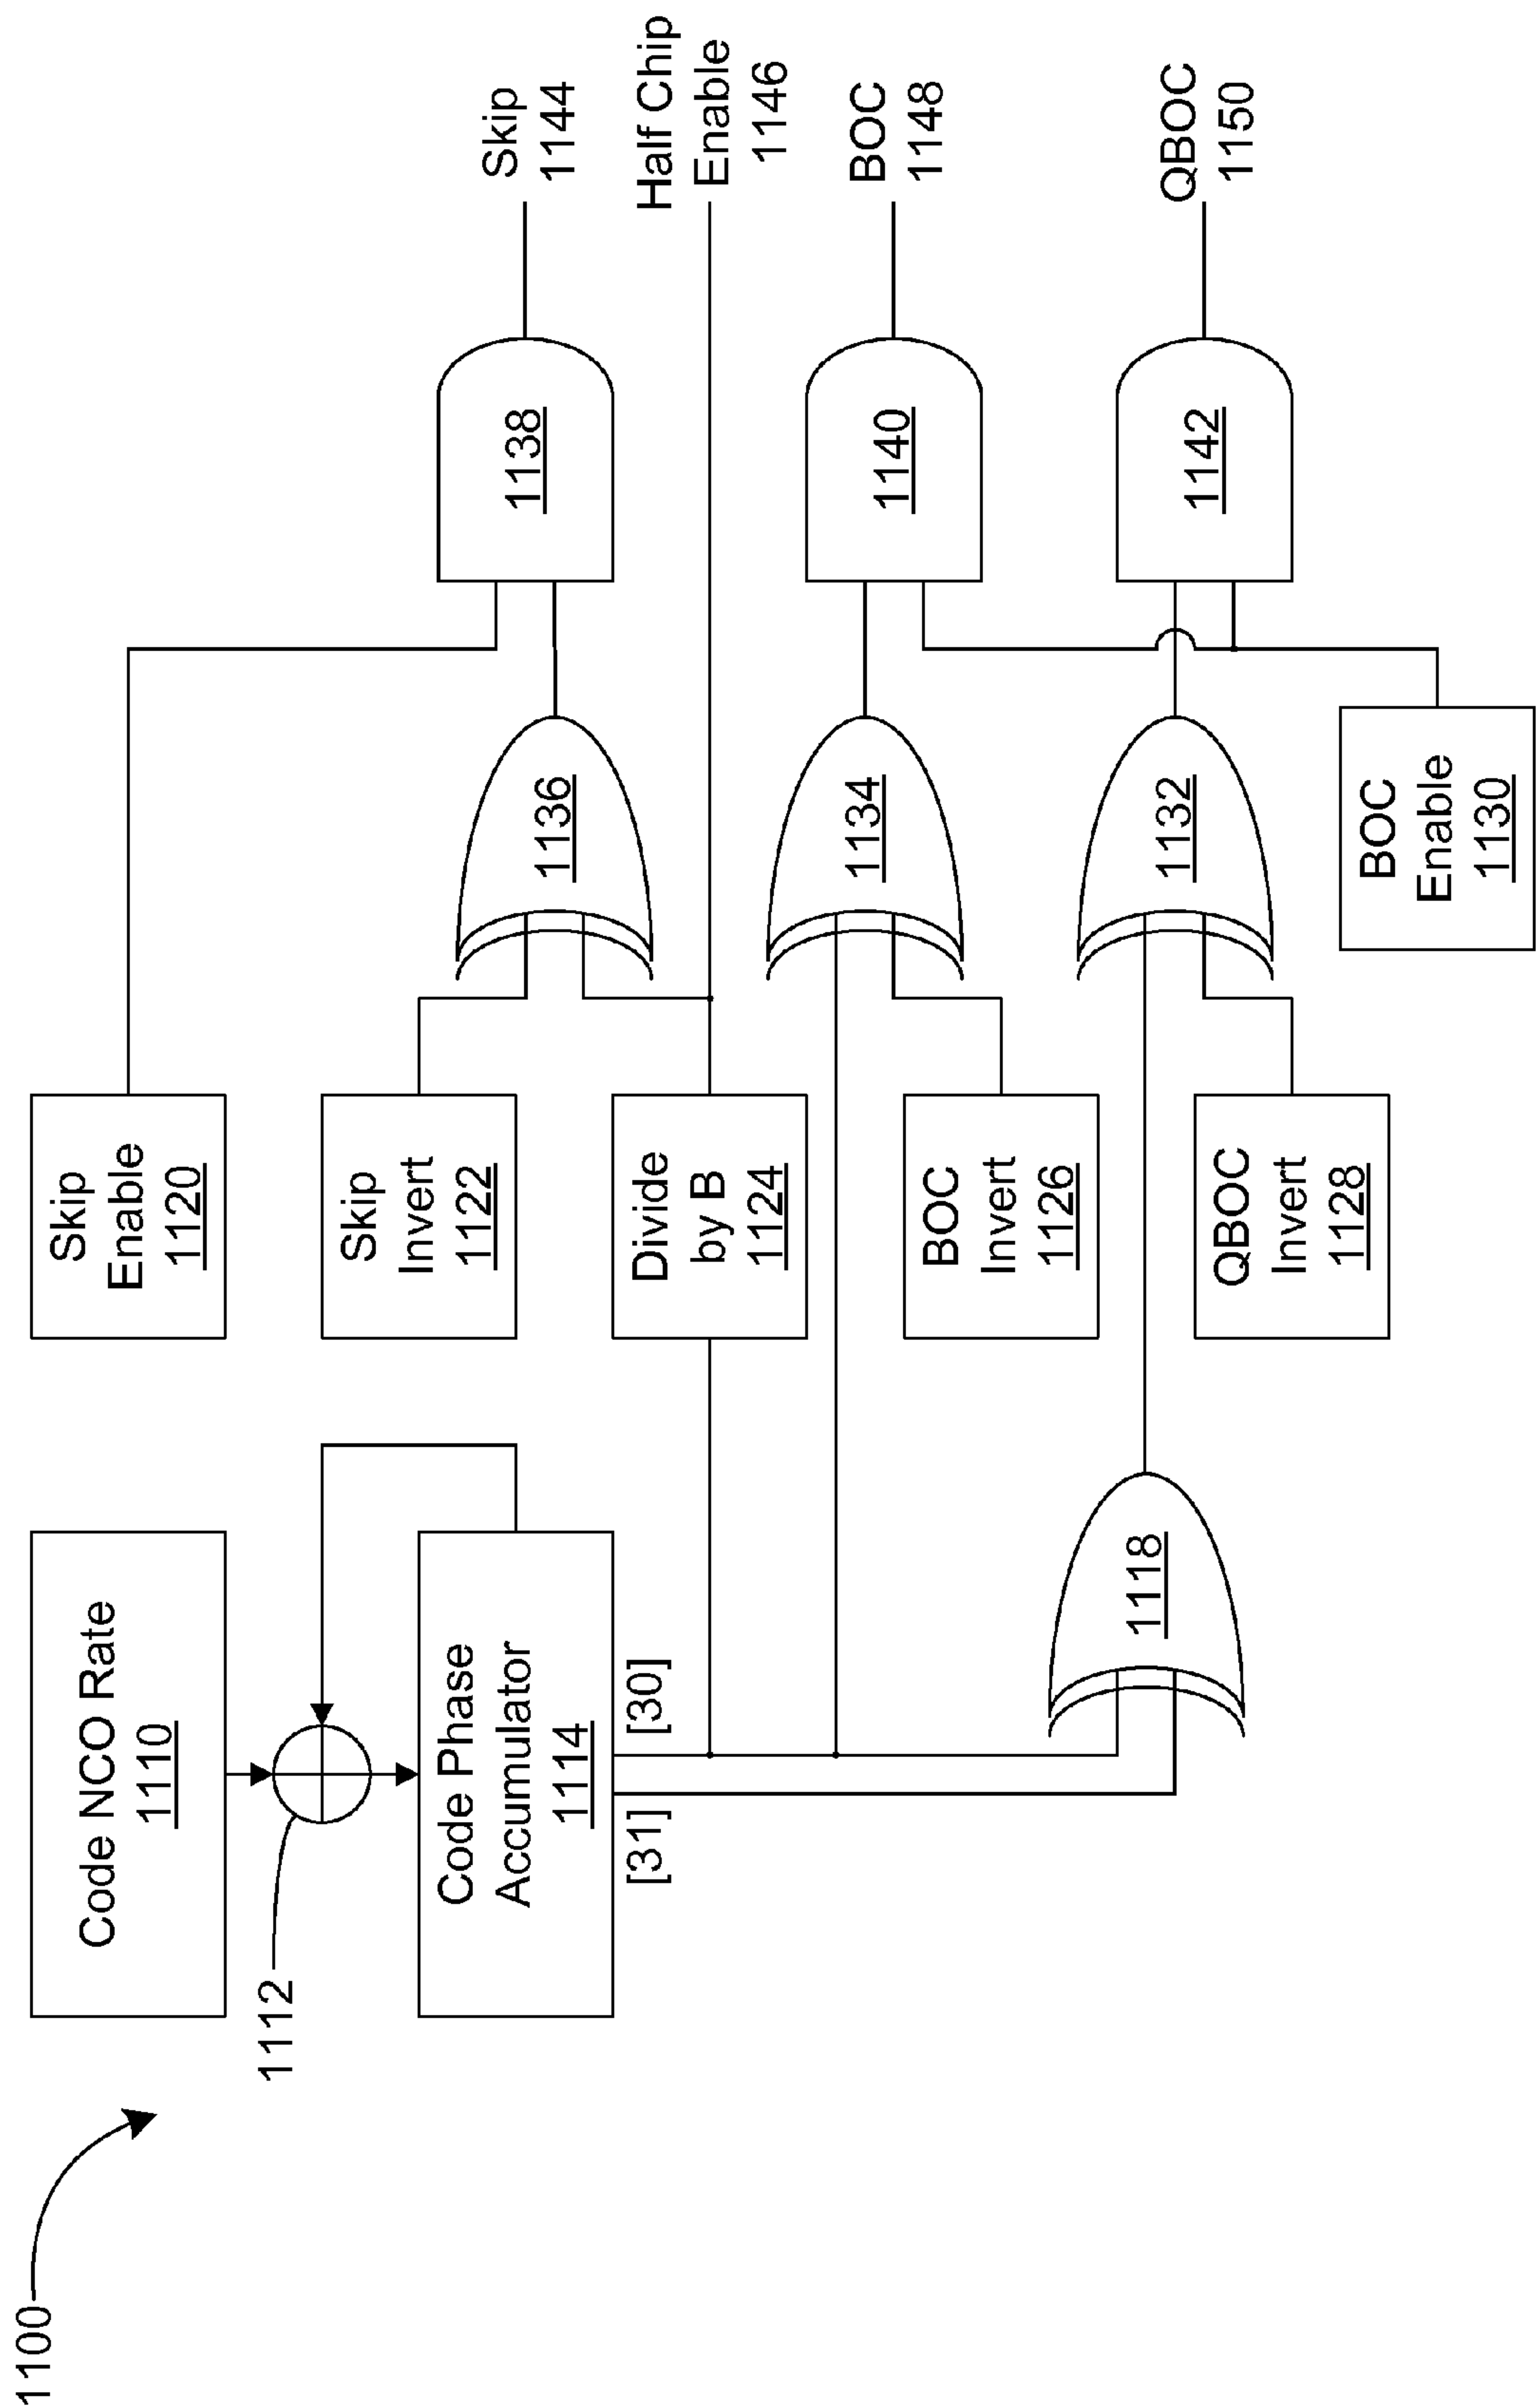 1100
Code NCO Rate
1110
1112
Code Phase
Accumulator
1114
[31]
[30]
1118
Skip
Enable
1120
Skip
Invert
1122
Divide
by B
1124
BOC
Invert
1126
QBOC
Invert
1128
BOC
Enable
1130
1136
1134
1132
1138
1140
1142
Skip
1144
Half Chip
Enable
1146
BOC
1148
QBOC
1150